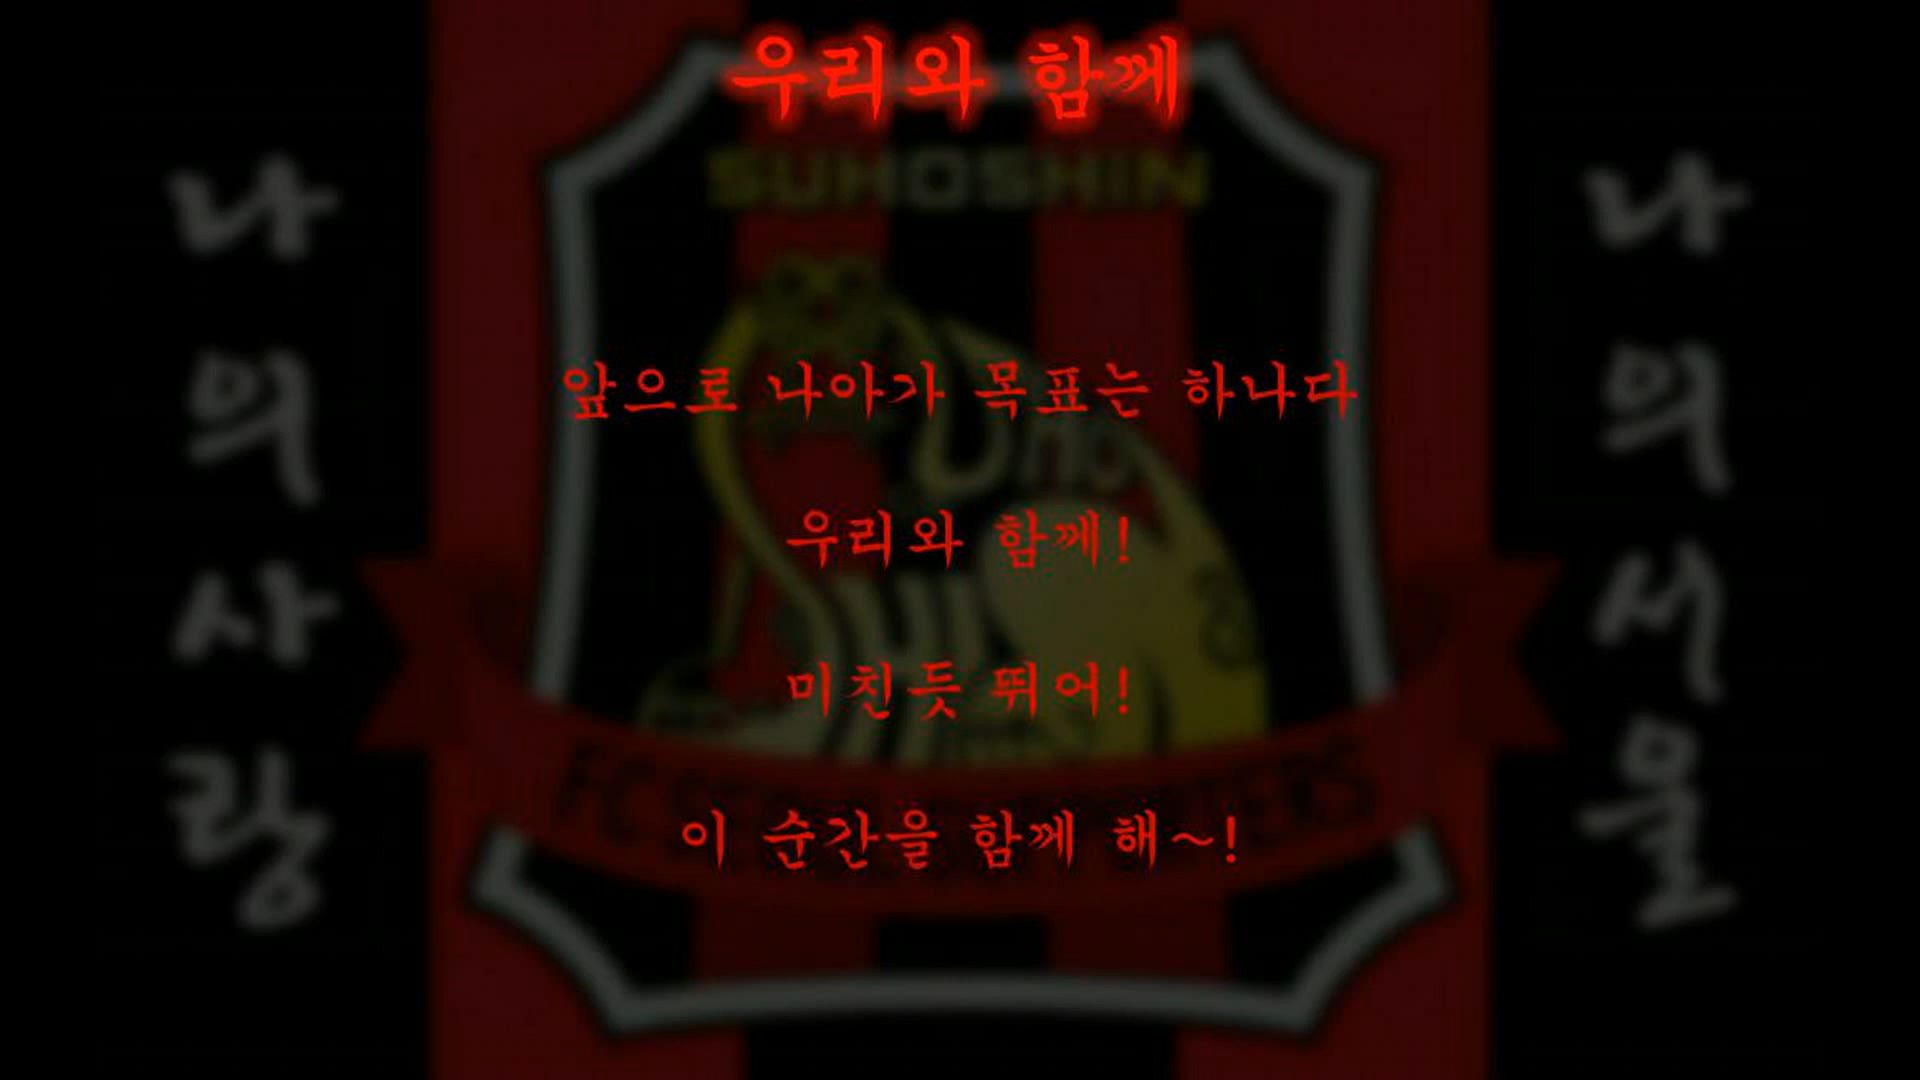 우리와 함께
SUHOSHIN
앞으로 나아가 목표는 하나다
우리와 함께!
미친듯 뛰어!
이 순간을 함께 해~!
나의사랑
나의서울